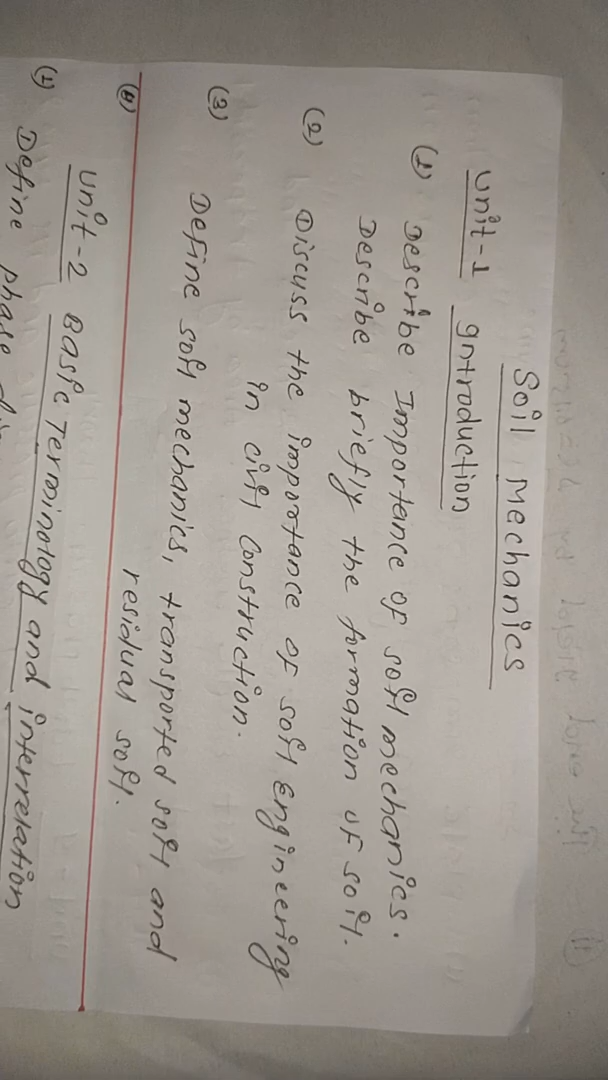 Soil Mechanics
Unit-1 Introduction
(1) Describe Importance of soil mechanics.
Describe briefly the formation of soil.
(2) Discuss the importance of soil engineering
in civil construction.
(3) Define soil mechanics, transported soil and
residual soil.
Unit-2 Basic Terminology and interrelation
(1) Define phase